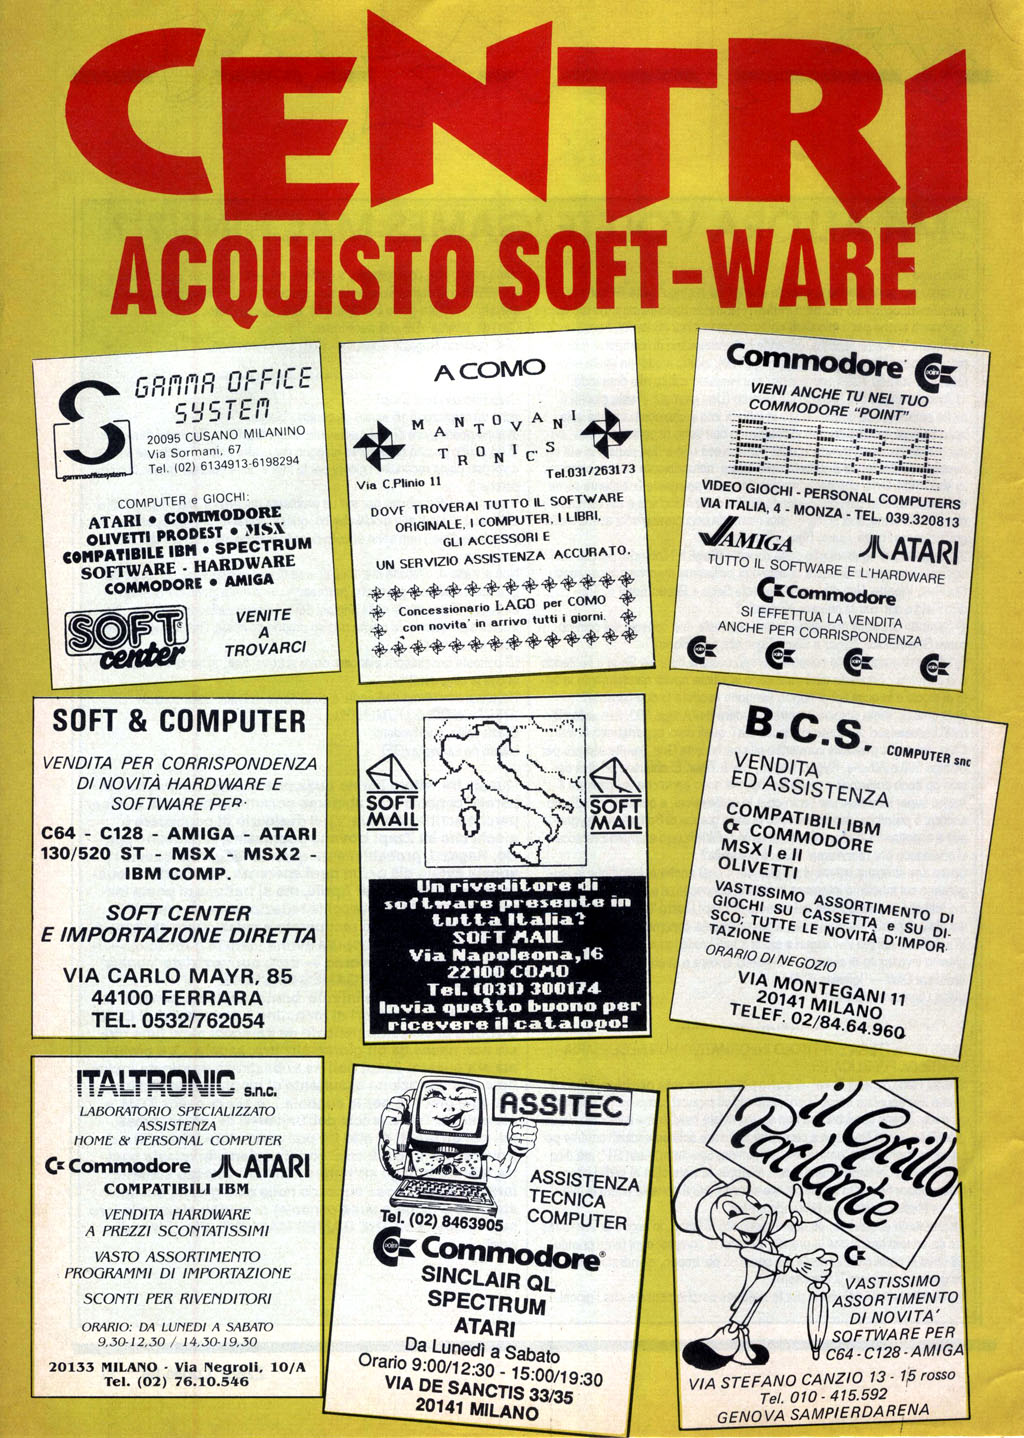 CENTRI
ACQUISTO SOFT-WARE
GAMMA OFFICE
SYSTEM
20095 CUSANO MILANINO
Via Sormani, 67
Tel. (02) 6134913-6198294
gammaofficesystem
COMPUTER e GIOCHI:
ATARI • COMMODORE
OLIVETTI PRODEST • MSX
COMPATIBILE IBM • SPECTRUM
SOFTWARE - HARDWARE
COMMODORE • AMIGA
SOFT
center
VENITE
A
TROVARCI
A COMO
MANTOVANI
TRONIC'S
Via C.Plinio 11
Tel.031/263173
DOVE TROVERAI TUTTO IL SOFTWARE
ORIGINALE, I COMPUTER, I LIBRI,
GLI ACCESSORI E
UN SERVIZIO ASSISTENZA ACCURATO.
Concessionario LAGO per COMO
con novita' in arrivo tutti i giorni.
Commodore
VIENI ANCHE TU NEL TUO
COMMODORE "POINT"
Bit 84
VIDEO GIOCHI - PERSONAL COMPUTERS
VIA ITALIA, 4 - MONZA - TEL. 039.320813
AMIGA
ATARI
TUTTO IL SOFTWARE E L'HARDWARE
Commodore
SI EFFETTUA LA VENDITA
ANCHE PER CORRISPONDENZA
SOFT & COMPUTER
VENDITA PER CORRISPONDENZA
DI NOVITÀ HARDWARE E
SOFTWARE PER:
C64 - C128 - AMIGA - ATARI
130/520 ST - MSX - MSX2 -
IBM COMP.
SOFT CENTER
E IMPORTAZIONE DIRETTA
VIA CARLO MAYR, 85
44100 FERRARA
TEL. 0532/762054
SOFT
MAIL
SOFT
MAIL
Un riveditore di
software presente in
tutta Italia?
SOFT MAIL
Via Napoleona,16
22100 COMO
Tel. (031) 300174
Invia questo buono per
ricevere il catalogo!
B.C.S. COMPUTER snc
VENDITA
ED ASSISTENZA
COMPATIBILI IBM
COMMODORE
MSX I e II
OLIVETTI
VASTISSIMO ASSORTIMENTO DI
GIOCHI SU CASSETTA e SU DI-
SCO; TUTTE LE NOVITÀ D'IMPOR-
TAZIONE
ORARIO DI NEGOZIO
VIA MONTEGANI 11
20141 MILANO
TELEF. 02/84.64.960
ITALTRONIC s.n.c.
LABORATORIO SPECIALIZZATO
ASSISTENZA
HOME & PERSONAL COMPUTER
Commodore ATARI
COMPATIBILI IBM
VENDITA HARDWARE
A PREZZI SCONTATISSIMI
VASTO ASSORTIMENTO
PROGRAMMI DI IMPORTAZIONE
SCONTI PER RIVENDITORI
ORARIO: DA LUNEDI A SABATO
9,30-12,30 / 14,30-19,30
20133 MILANO - Via Negroli, 10/A
Tel. (02) 76.10.546
ASSITEC
ASSISTENZA
TECNICA
COMPUTER
Tel. (02) 8463905
Commodore
SINCLAIR QL
SPECTRUM
ATARI
Da Lunedì a Sabato
Orario 9:00/12:30 - 15:00/19:30
VIA DE SANCTIS 33/35
20141 MILANO
il Grillo
Parlante
VASTISSIMO
ASSORTIMENTO
DI NOVITA'
SOFTWARE PER
C64 - C128 - AMIGA
VIA STEFANO CANZIO 13 - 15 rosso
Tel. 010 - 415.592
GENOVA SAMPIERDARENA